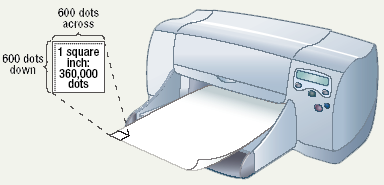 600 dots
across
600 dots
down
1 square
inch:
360,000
dots